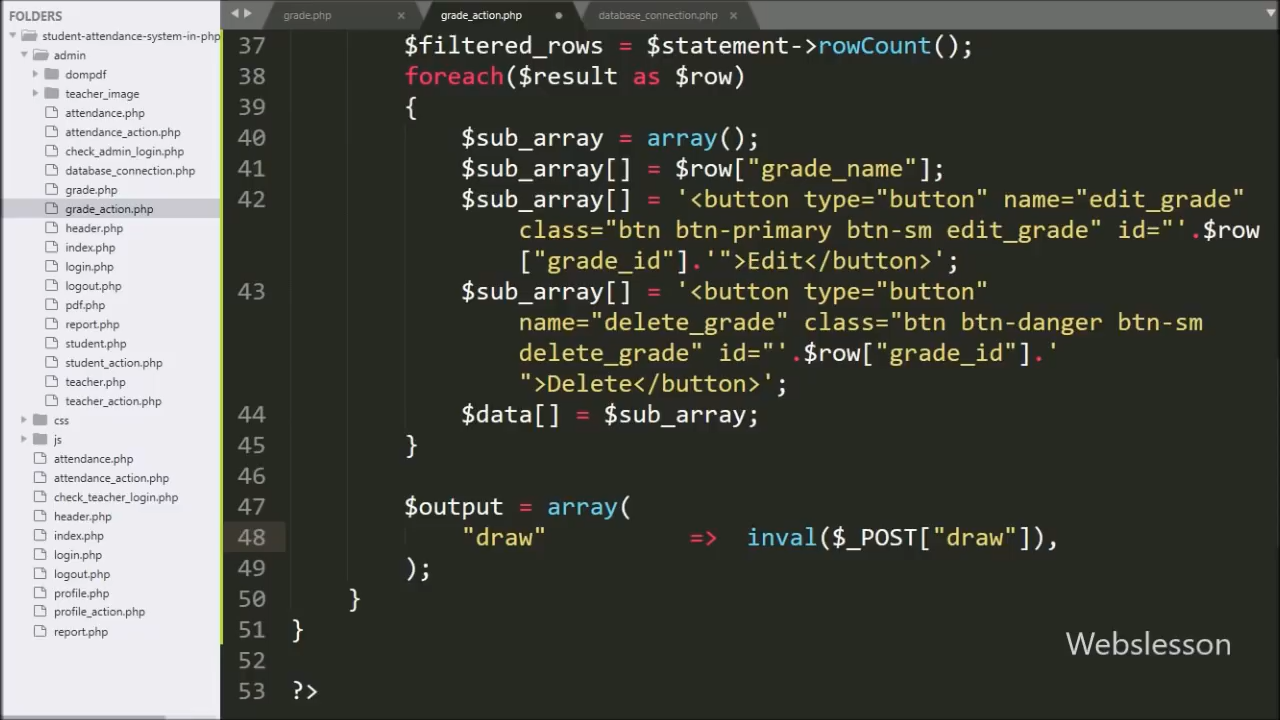 FOLDERS
student-attendance-system-in-php
admin
dompdf
teacher_image
attendance.php
attendance_action.php
check_admin_login.php
database_connection.php
grade.php
grade_action.php
header.php
index.php
login.php
logout.php
pdf.php
report.php
student.php
student_action.php
teacher.php
teacher_action.php
css
js
attendance.php
attendance_action.php
check_teacher_login.php
header.php
index.php
login.php
logout.php
profile.php
profile_action.php
report.php
grade.php
grade_action.php
database_connection.php
37 $filtered_rows = $statement->rowCount();
38 foreach($result as $row)
39 {
40 $sub_array = array();
41 $sub_array[] = $row["grade_name"];
42 $sub_array[] = '<button type="button" name="edit_grade"
class="btn btn-primary btn-sm edit_grade" id="'.$row
["grade_id"].'">Edit</button>';
43 $sub_array[] = '<button type="button"
name="delete_grade" class="btn btn-danger btn-sm
delete_grade" id="'.$row["grade_id"].'
">Delete</button>';
44 $data[] = $sub_array;
45 }
46
47 $output = array(
48 "draw" => inval($_POST["draw"]),
49 );
50 }
51 }
52
53 ?>
Webslesson